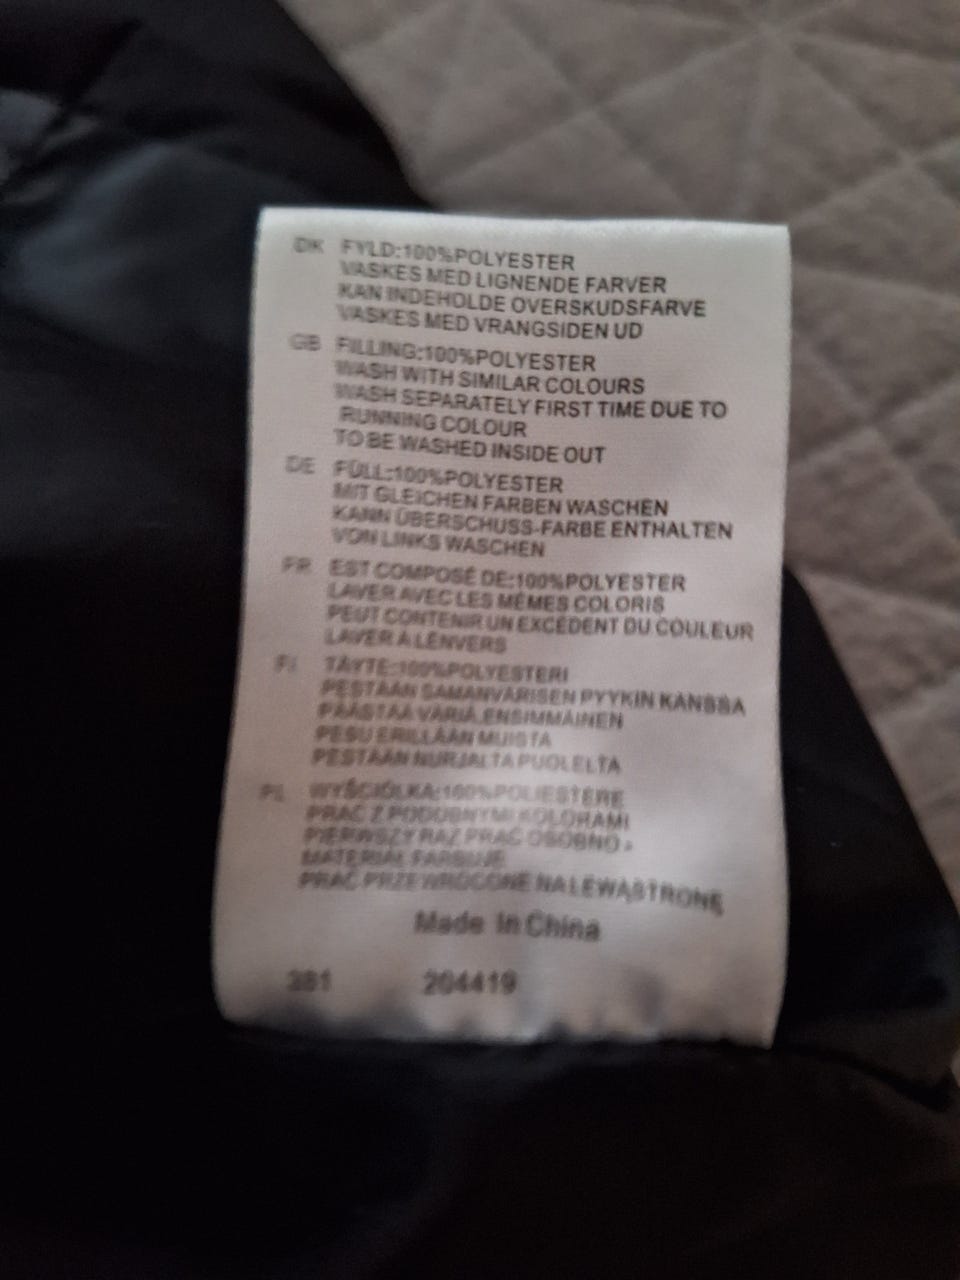 DK FYLD:100%POLYESTER
VASKES MED LIGNENDE FARVER
KAN INDEHOLDE OVERSKUDSFARVE
VASKES MED VRANGSIDEN UD
GB FILLING:100%POLYESTER
WASH WITH SIMILAR COLOURS
WASH SEPARATELY FIRST TIME DUE TO
RUNNING COLOUR
TO BE WASHED INSIDE OUT
DE FÜLL:100%POLYESTER
MIT GLEICHEN FARBEN WASCHEN
KANN ÜBERSCHUSS-FARBE ENTHALTEN
VON LINKS WASCHEN
FR EST COMPOSÉ DE:100%POLYESTER
LAVER AVEC LES MÊMES COLORIS
PEUT CONTENIR UN EXCÉDENT DU COULEUR
LAVER A LENVERS
FI TÄYTE:100%POLYESTERI
PESTÄÄN SAMANVÄRISEN PYYKIN KANSSA
PÄÄSTÄÄ VÄRIÄ.ENSIMMÄINEN
PESU ERILLÄÄN MUISTA
PESTÄÄN NURJALTA PUOLELTA
PL WYŚCIÓŁKA:100%POLIESTERE
PRAĆ Z PODOBNYMI KOLORAMI
PIERWSZY RAZ PRAĆ OSOBNO.
MATERIAŁ FARBUJE
PRAĆ PRZEWRÓCONE NA LEWĄ STRONĘ
Made In China
381 204419